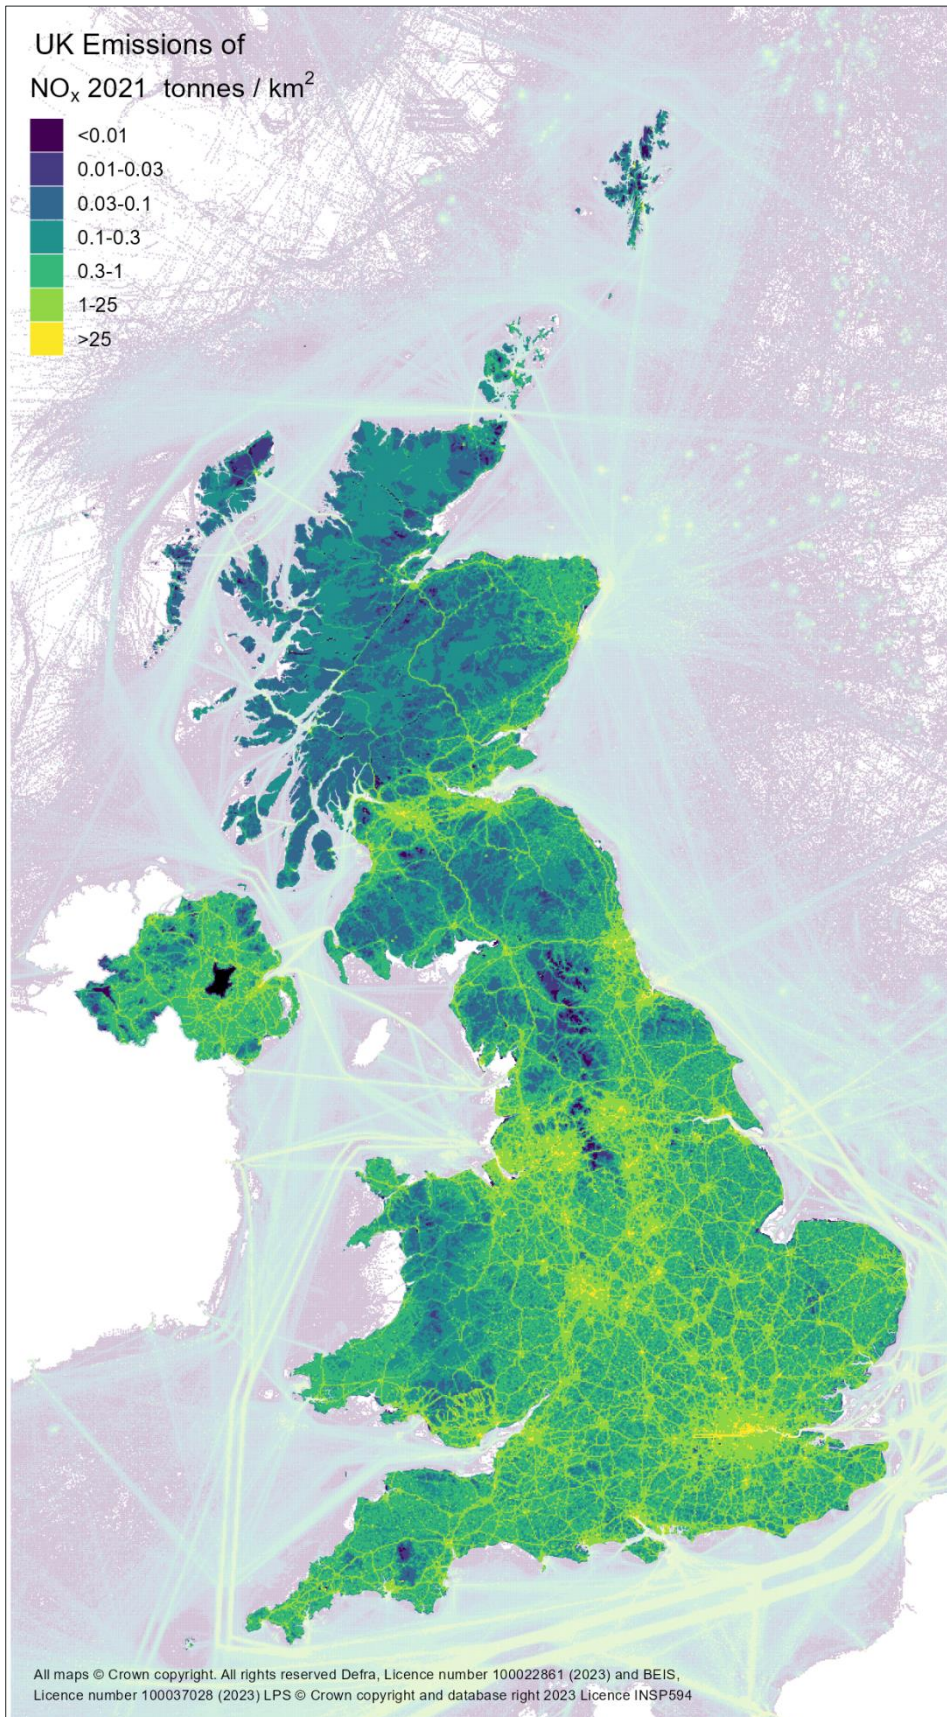 UK Emissions of
NOx 2021 tonnes / km²
<0.01
0.01-0.03
0.03-0.1
0.1-0.3
0.3-1
1-25
>25
All maps © Crown copyright. All rights reserved Defra, Licence number 100022861 (2023) and BEIS,
Licence number 100037028 (2023) LPS © Crown copyright and database right 2023 Licence INSP594